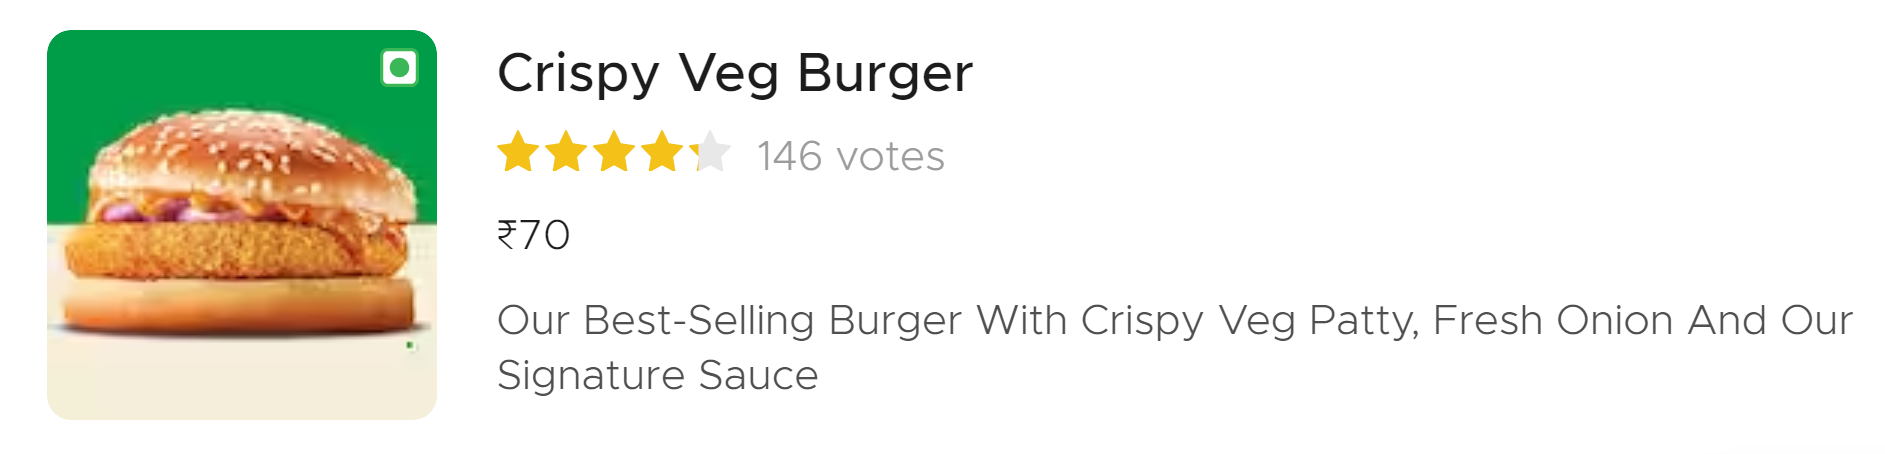 Crispy Veg Burger
146 votes
₹70
Our Best-Selling Burger With Crispy Veg Patty, Fresh Onion And Our
Signature Sauce